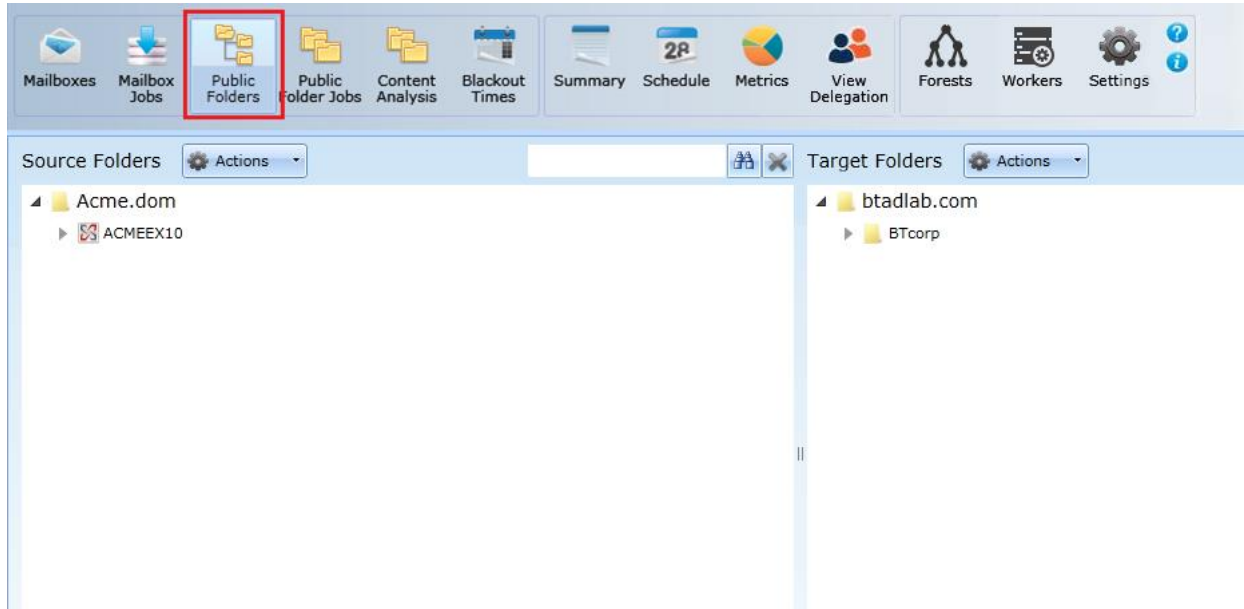 Mailboxes
Mailbox
Jobs
Public
Folders
Public
Folder Jobs
Content
Analysis
Blackout
Times
Summary
28
Schedule
Metrics
View
Delegation
Forests
Workers
Settings
?
i
Source Folders
Actions
Target Folders
Actions
Acme.dom
ACMEEX10
btadlab.com
BTcorp